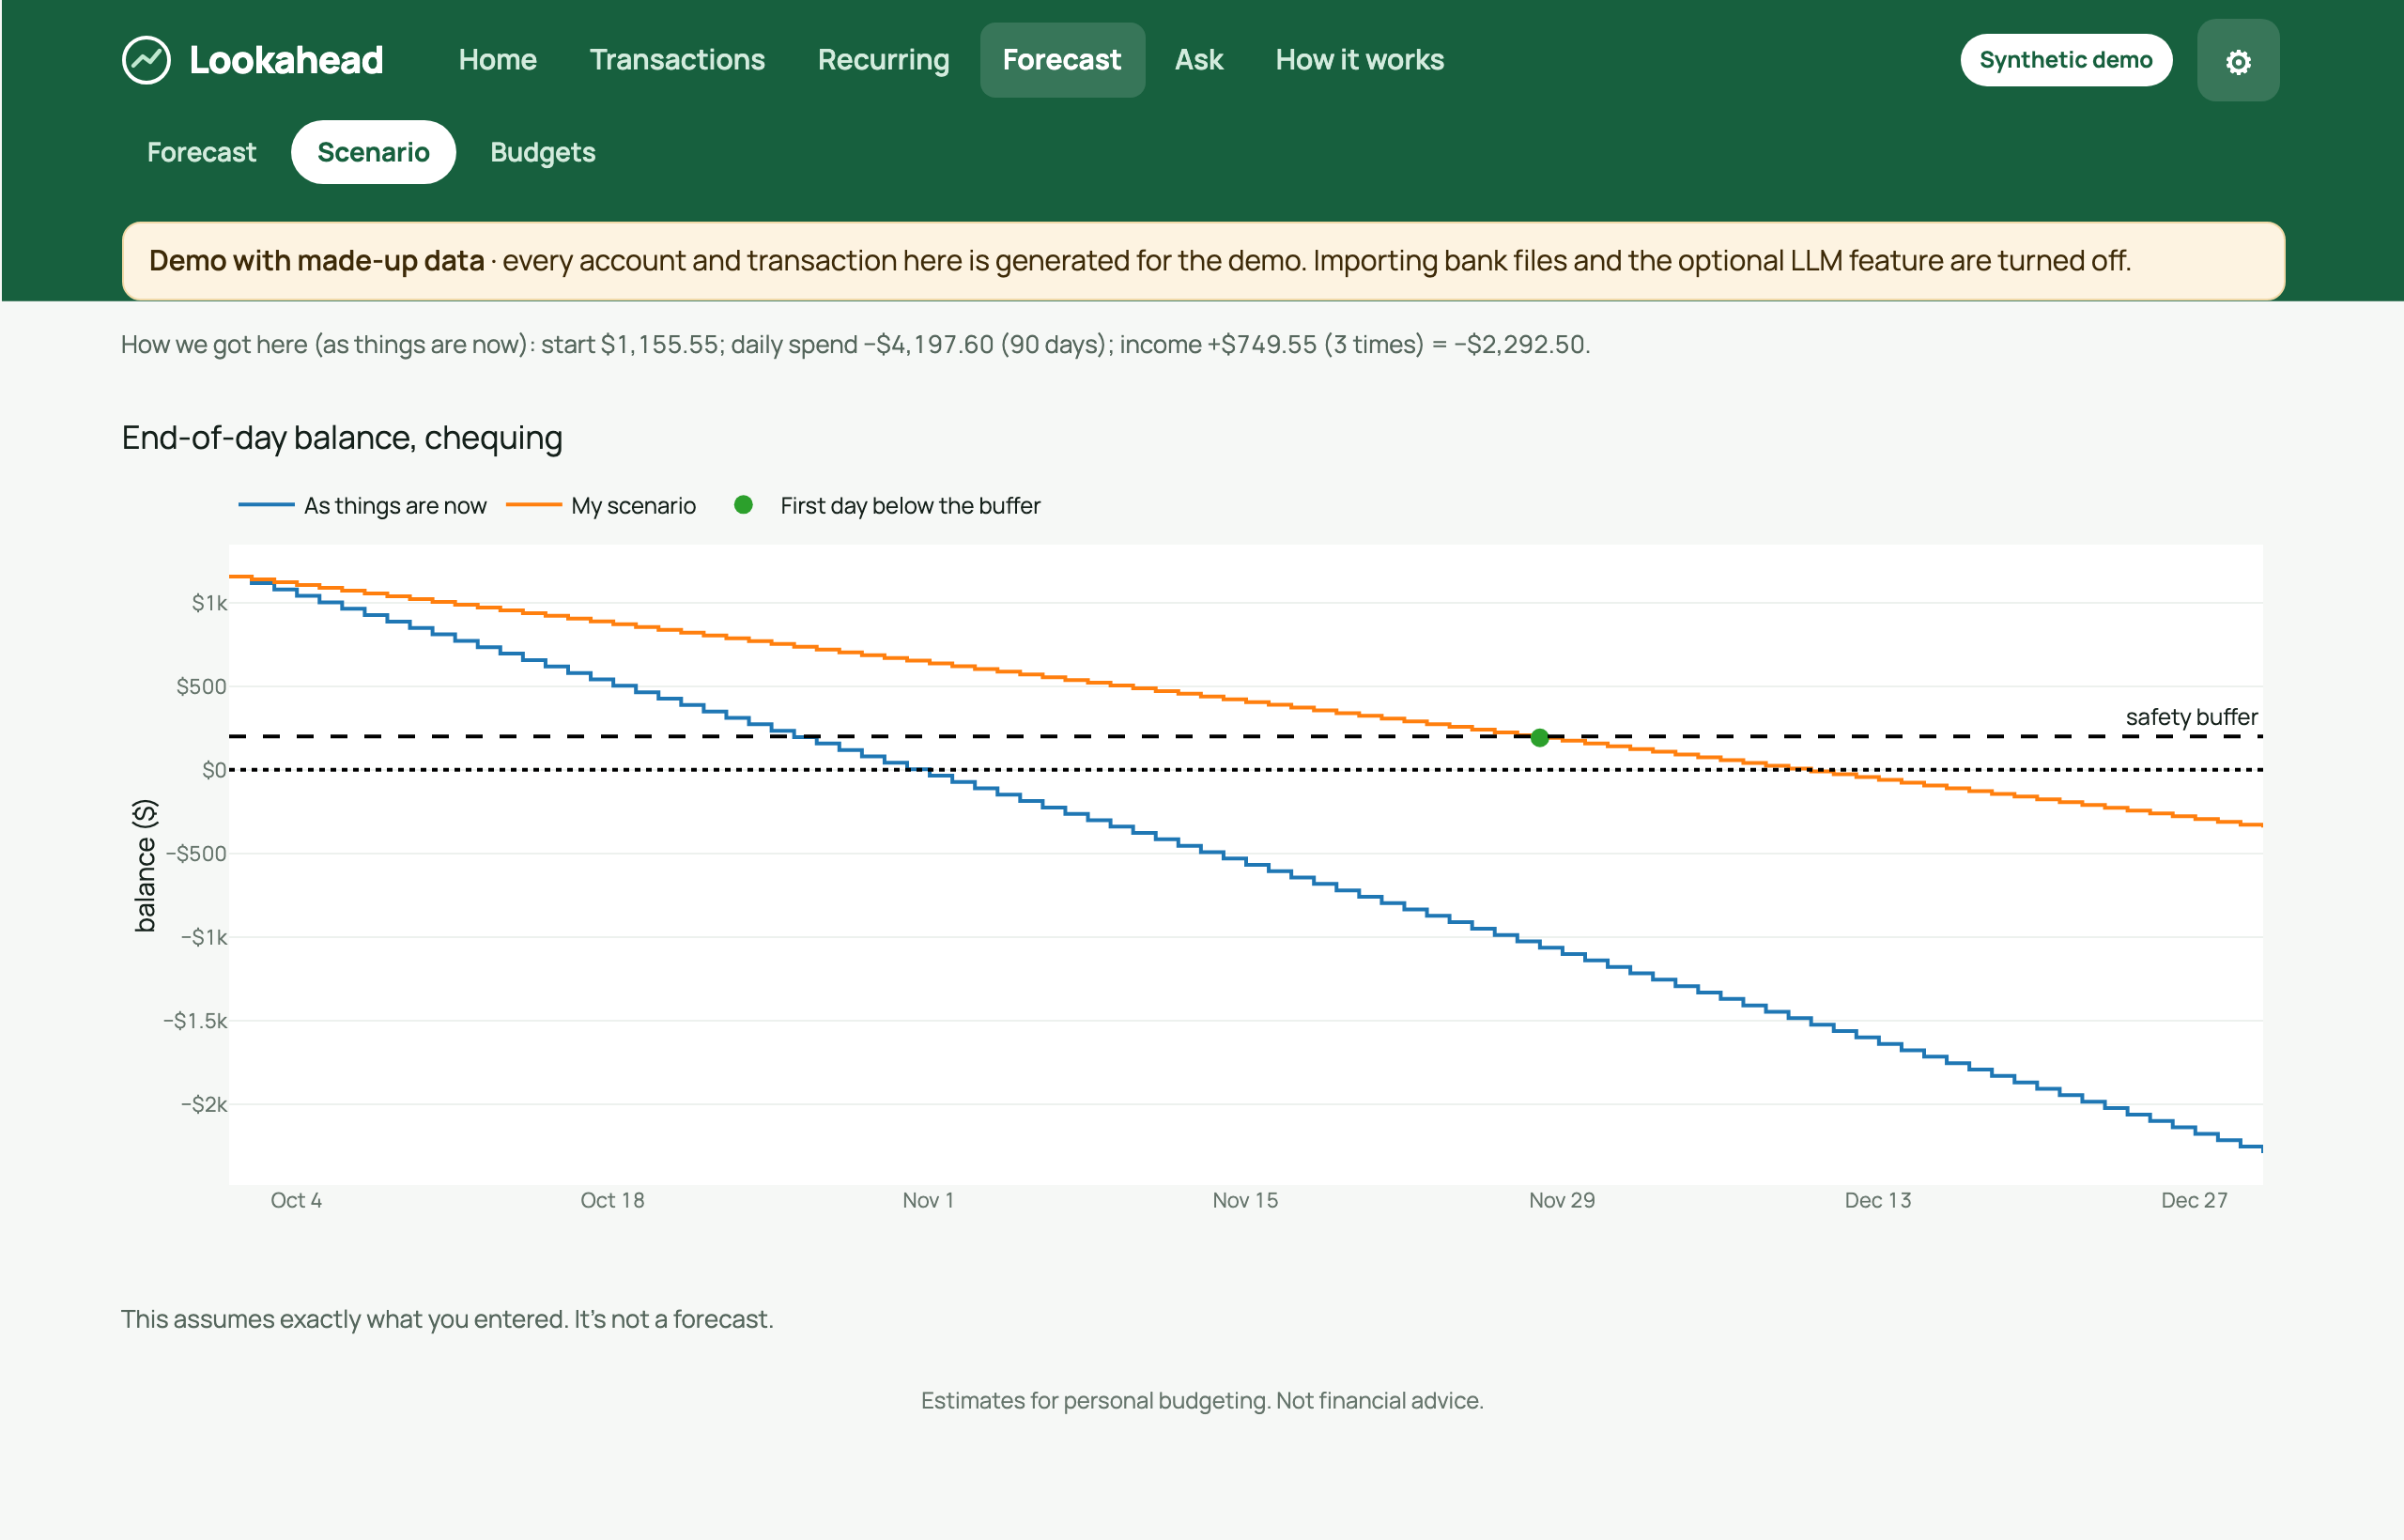 Lookahead Home Transactions Recurring Forecast Ask How it works Synthetic demo
Forecast Scenario Budgets
Demo with made-up data · every account and transaction here is generated for the demo. Importing bank files and the optional LLM feature are turned off.
How we got here (as things are now): start $1,155.55; daily spend −$4,197.60 (90 days); income +$749.55 (3 times) = −$2,292.50.
End-of-day balance, chequing
As things are now My scenario First day below the buffer
$1k
$500
safety buffer
$0
−$500
−$1k
−$1.5k
−$2k
balance ($)
Oct 4 Oct 18 Nov 1 Nov 15 Nov 29 Dec 13 Dec 27
This assumes exactly what you entered. It’s not a forecast.
Estimates for personal budgeting. Not financial advice.